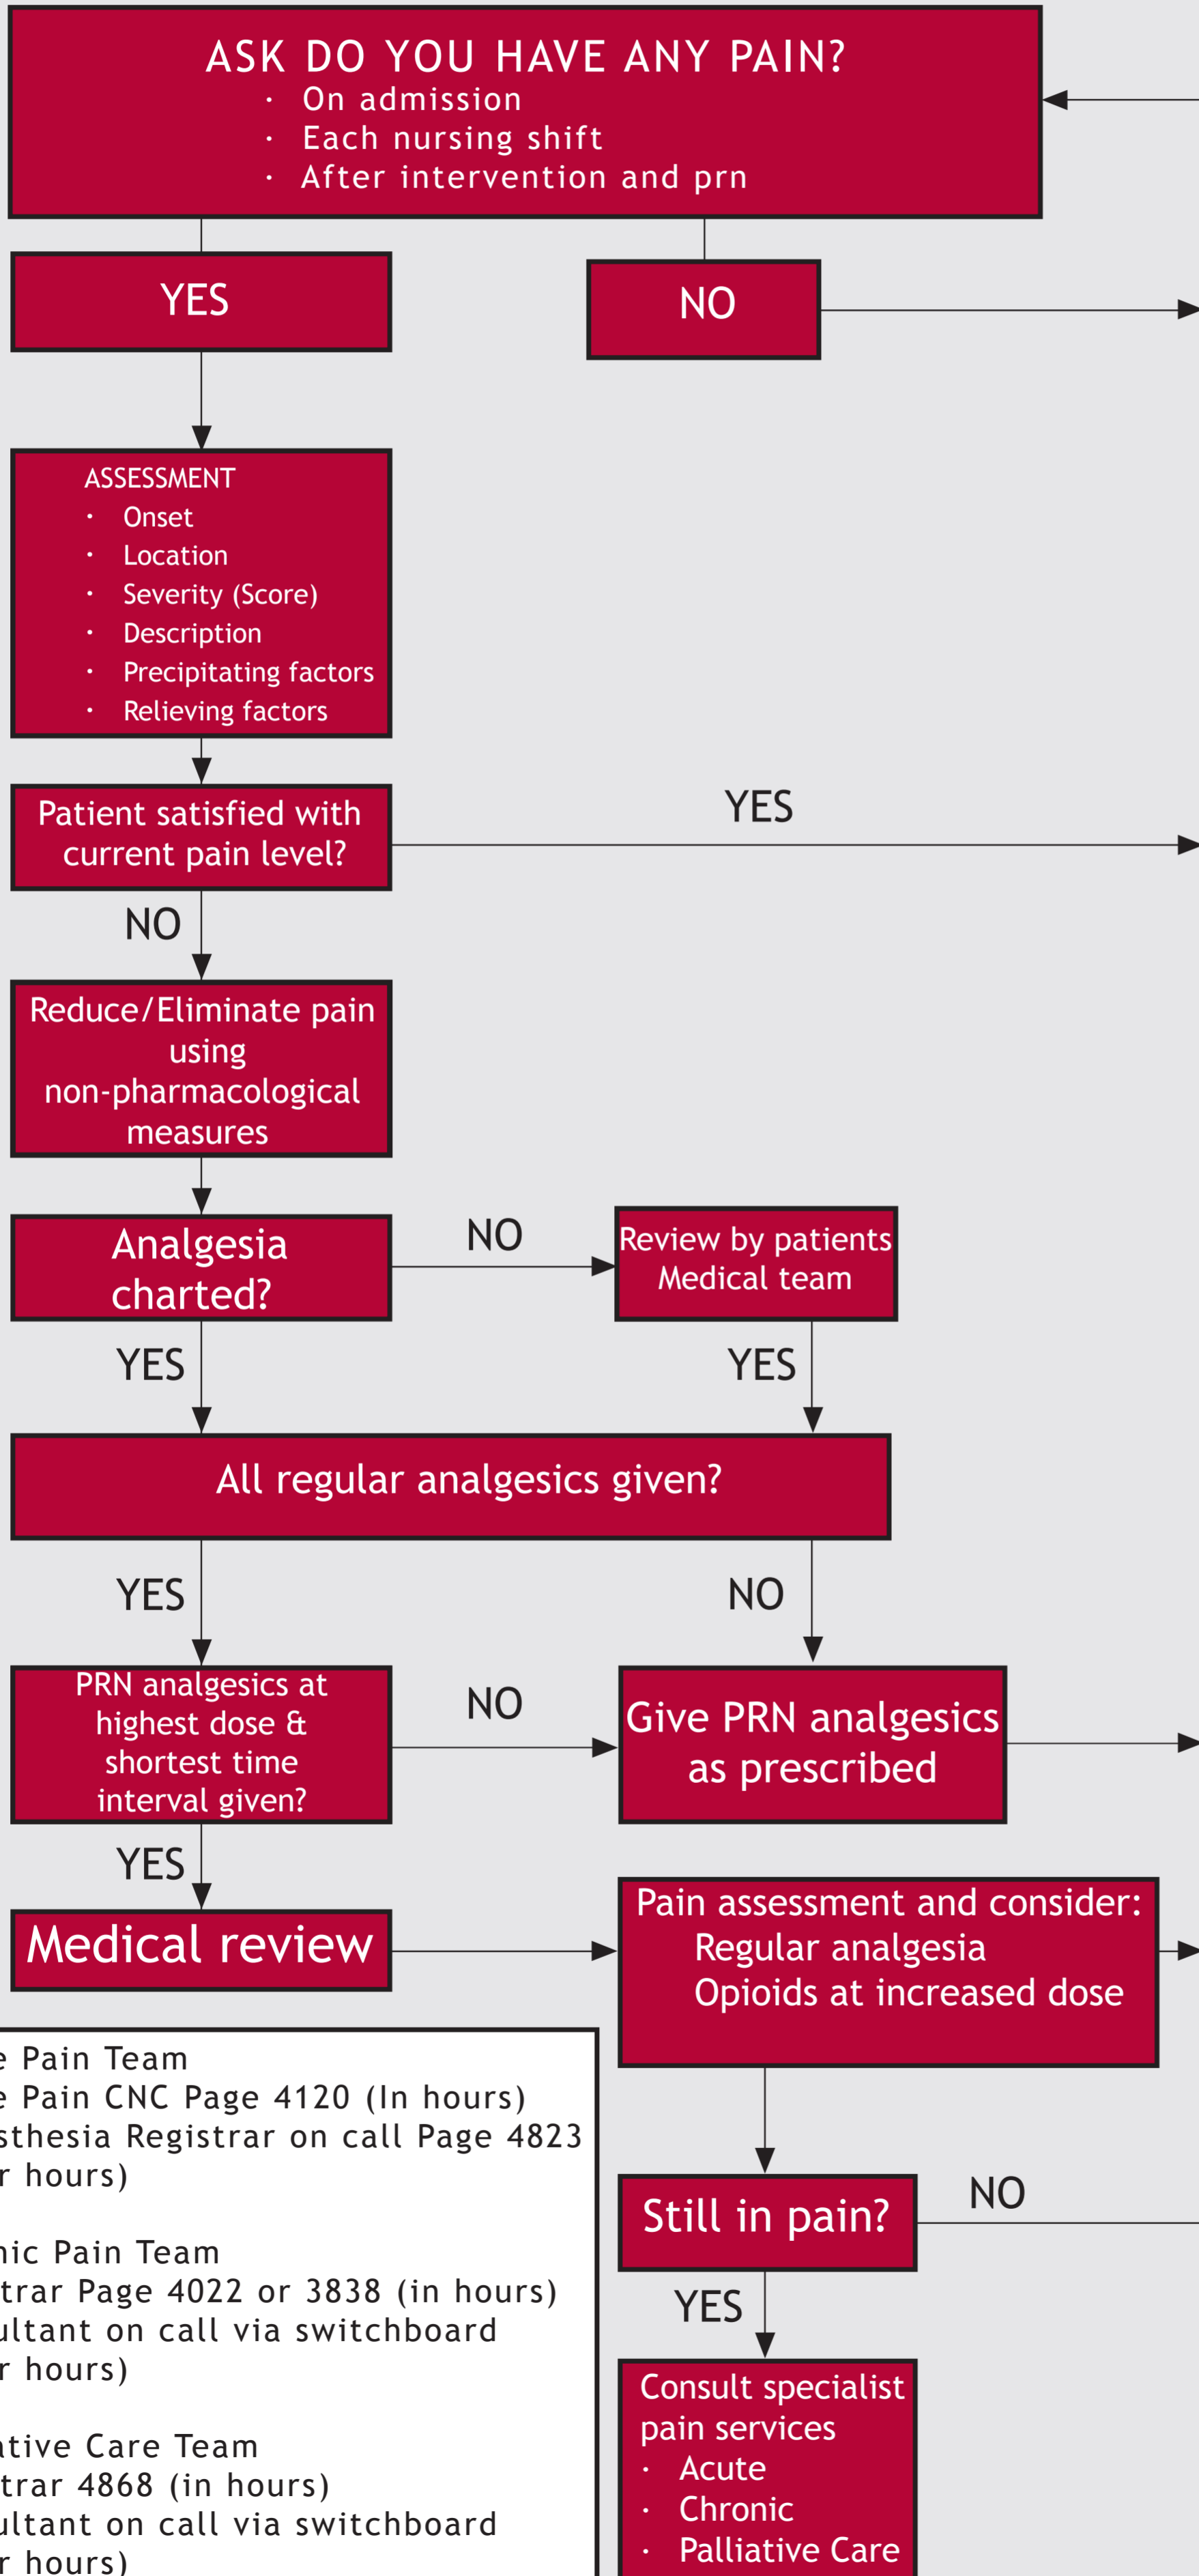 ASK DO YOU HAVE ANY PAIN?
· On admission
· Each nursing shift
· After intervention and prn
YES
NO
ASSESSMENT
· Onset
· Location
· Severity (Score)
· Description
· Precipitating factors
· Relieving factors
Patient satisfied with
current pain level?
YES
NO
Reduce/Eliminate pain
using
non-pharmacological
measures
Analgesia
charted?
NO
Review by patients
Medical team
YES
YES
All regular analgesics given?
YES
NO
PRN analgesics at
highest dose &
shortest time
interval given?
NO
Give PRN analgesics
as prescribed
YES
Medical review
Pain assessment and consider:
Regular analgesia
Opioids at increased dose
Still in pain?
NO
YES
Consult specialist
pain services
· Acute
· Chronic
· Palliative Care
Pain Team
Pain CNC Page 4120 (In hours)
Registrar on call Page 4823
hours)
Pain Team
Page 4022 or 3838 (in hours)
on call via switchboard
hours)
Care Team
4868 (in hours)
on call via switchboard
hours)